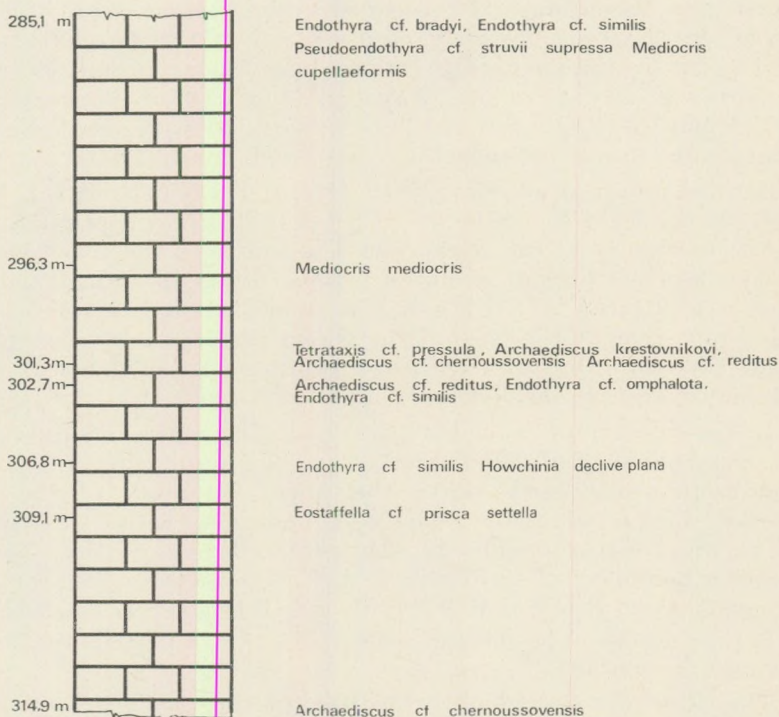 285,1 m Endothyra cf. bradyi, Endothyra cf. similis
Pseudoendothyra cf struvii supressa Mediocris
cupellaeformis
296,3 m Mediocris mediocris
Tetrataxis cf. pressula, Archaediscus krestovnikovi,
301,3m Archaediscus cf. chernoussovensis Archaediscus cf. reditus
302,7m Archaediscus cf. reditus, Endothyra cf. omphalota.
Endothyra cf. similis
306,8 m Endothyra cf similis Howchinia declive plana
309,1 m Eostaffella cf prisca settella
314.9 m Archaediscus cf chernoussovensis